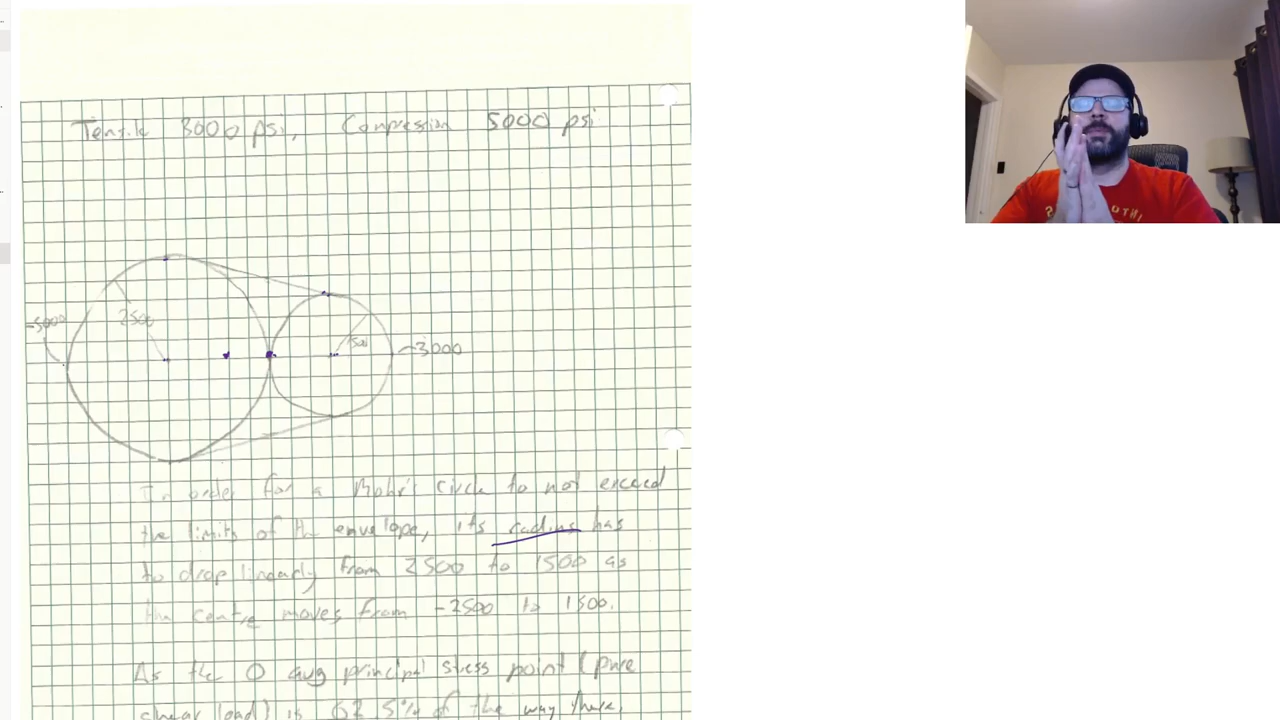 Tensile 3000 psi, Compression 5000 psi
-5000
2500
1500
~3000
In order for a Mohr's circle to not exceed
the limits of the envelope, its radius has
to drop linearly from 2500 to 1500 as
the centre moves from -2500 to 1500.
As the 0 avg principal stress point (pure
shear load) is 62.5% of the way there,